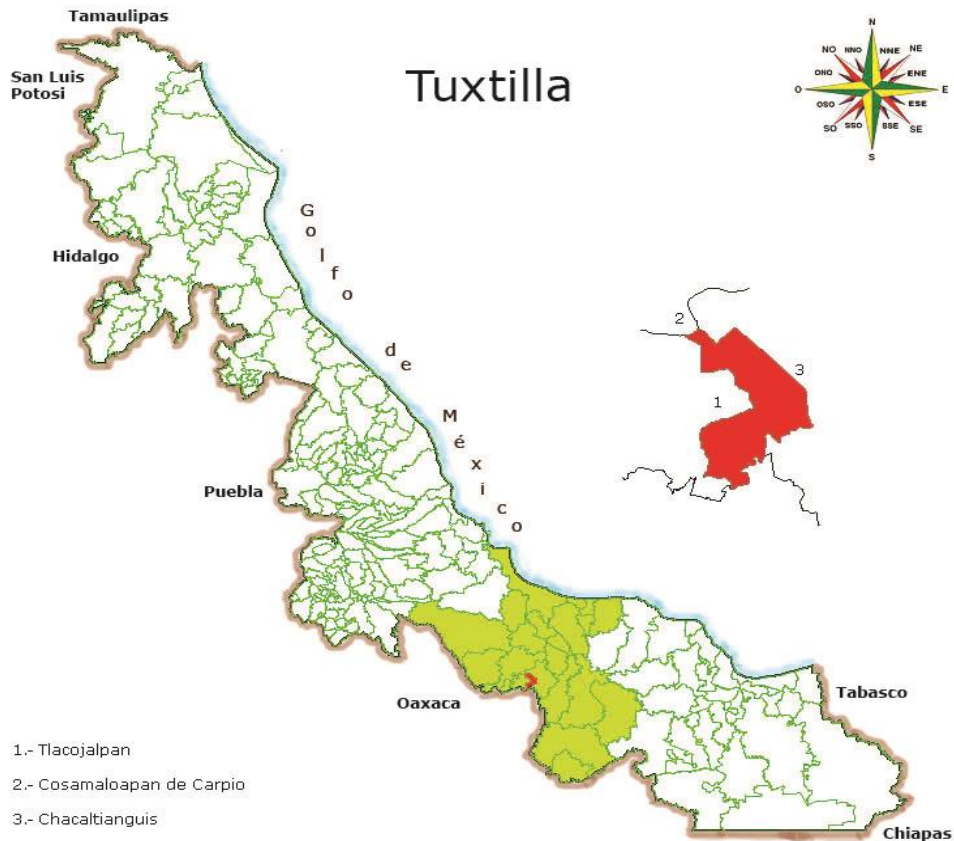 Tamaulipas
San Luis
Potosi
Tuxtilla
N
NNO NNE
NO NE
ONO ENE
O E
OSO ESE
SO SSO SSE SE
S
Golfo de México
Hidalgo
2
3
1
Puebla
Oaxaca
Tabasco
1.- Tlacojalpan
2.- Cosamaloapan de Carpio
3.- Chacaltianguis
Chiapas